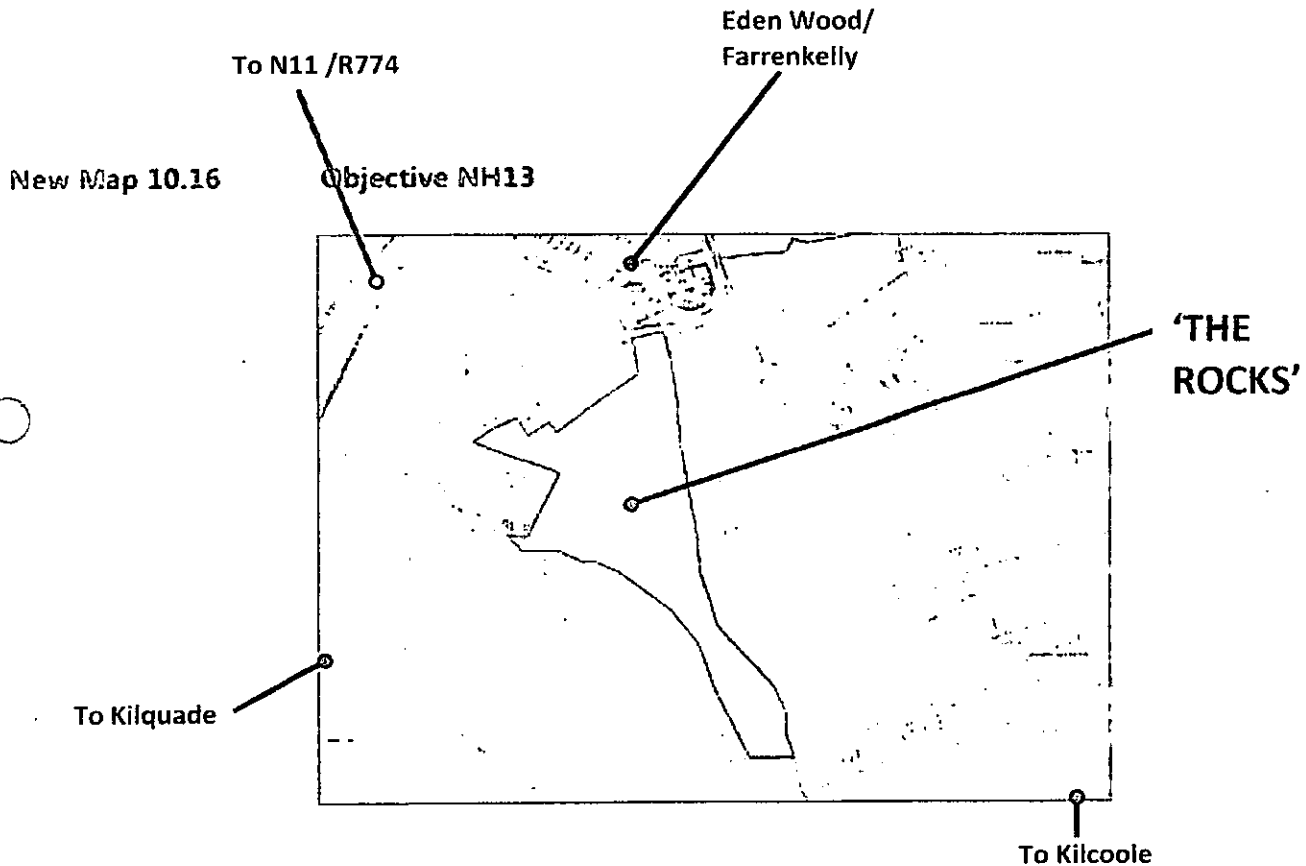 Eden Wood/
Farrenkelly
To N11 /R774
New Map 10.16 Objective NH13
'THE
ROCKS'
To Kilquade
To Kilcoole